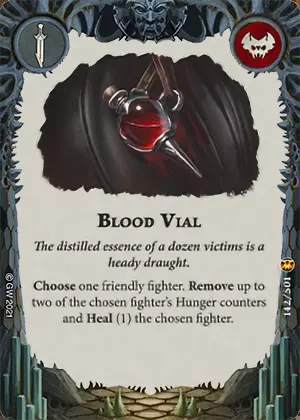 BLOOD VIAL
The distilled essence of a dozen victims is a
heady draught.
Choose one friendly fighter. Remove up to
two of the chosen fighter's Hunger counters
and Heal (1) the chosen fighter.
© GW 2021
142/501